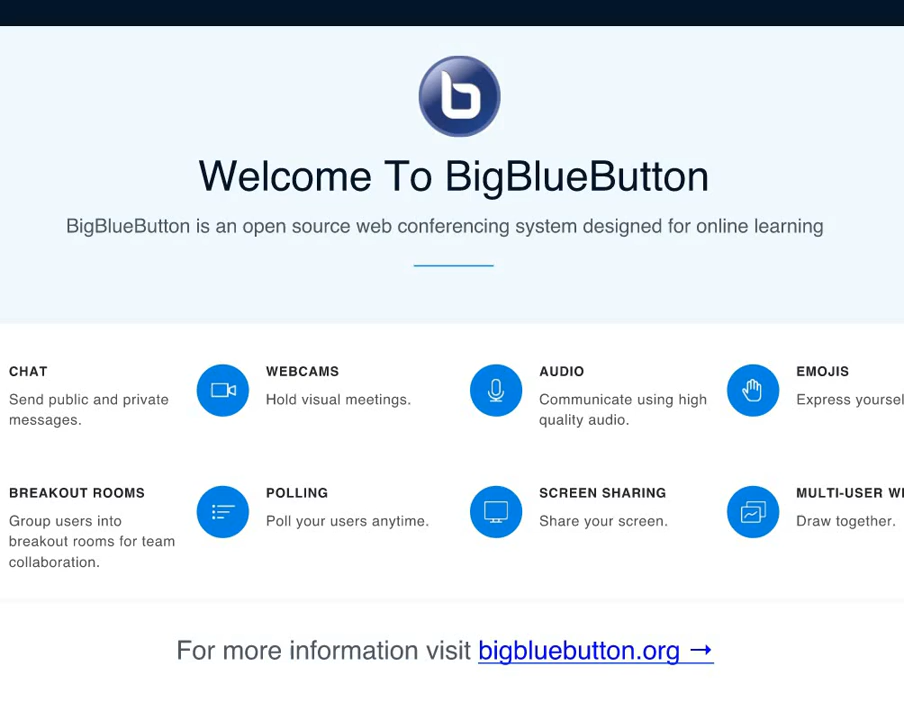 Welcome To BigBlueButton
BigBlueButton is an open source web conferencing system designed for online learning
CHAT
Send public and private
messages.
WEBCAMS
Hold visual meetings.
AUDIO
Communicate using high
quality audio.
EMOJIS
Express
BREAKOUT ROOMS
Group users into
breakout rooms for team
collaboration.
POLLING
Poll your users anytime.
SCREEN SHARING
Share your screen.
MULTI-USER
Draw together.
For more information visit bigbluebutton.org →